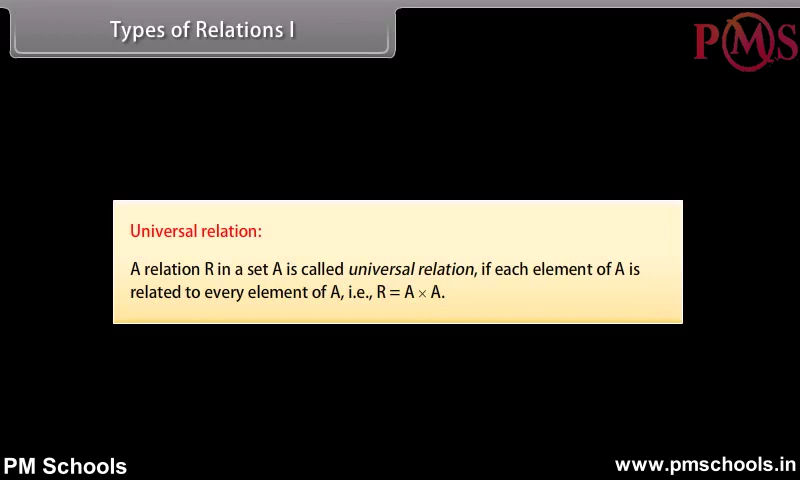 Types of Relations I
PMS
Universal relation:
A relation R in a set A is called universal relation, if each element of A is
related to every element of A, i.e., R = A × A.
PM Schools
www.pmschools.in